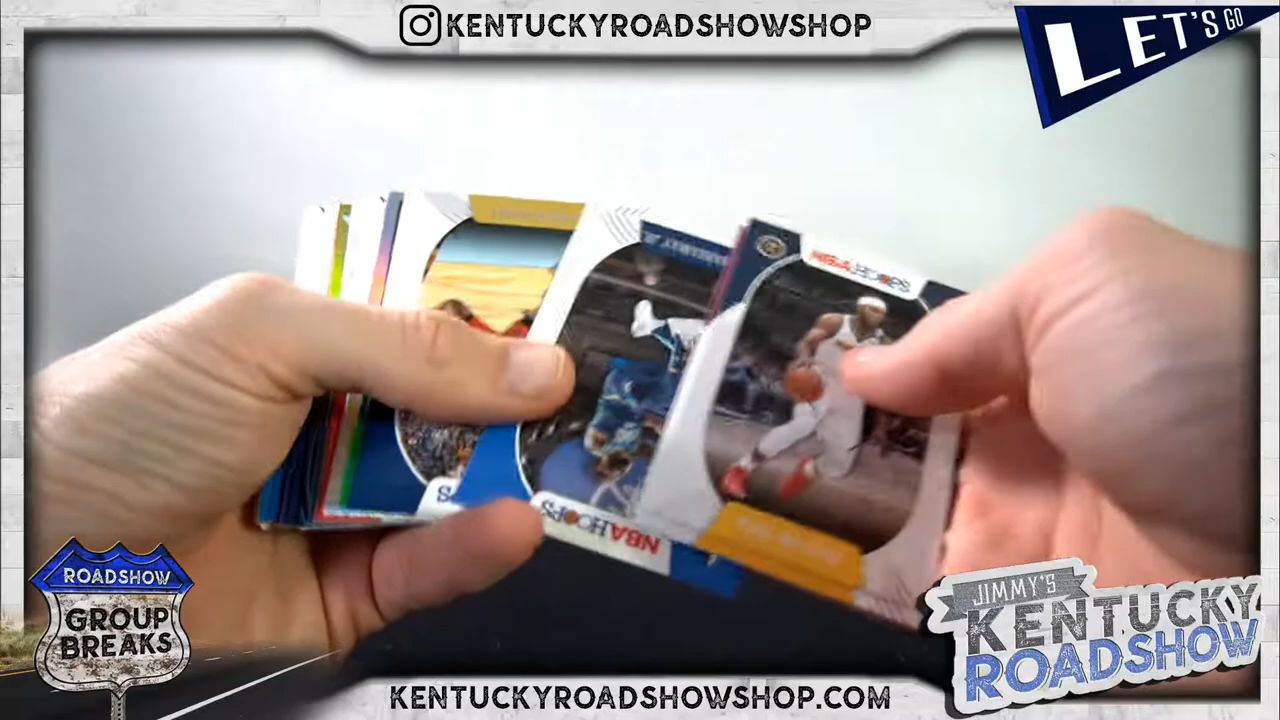 KENTUCKYROADSHOWSHOP
LET'S GO
NBA HOOPS
NBA HOOPS
ROADSHOW
GROUP
BREAKS
JIMMY'S
KENTUCKY
ROADSHOW
KENTUCKYROADSHOWSHOP.COM